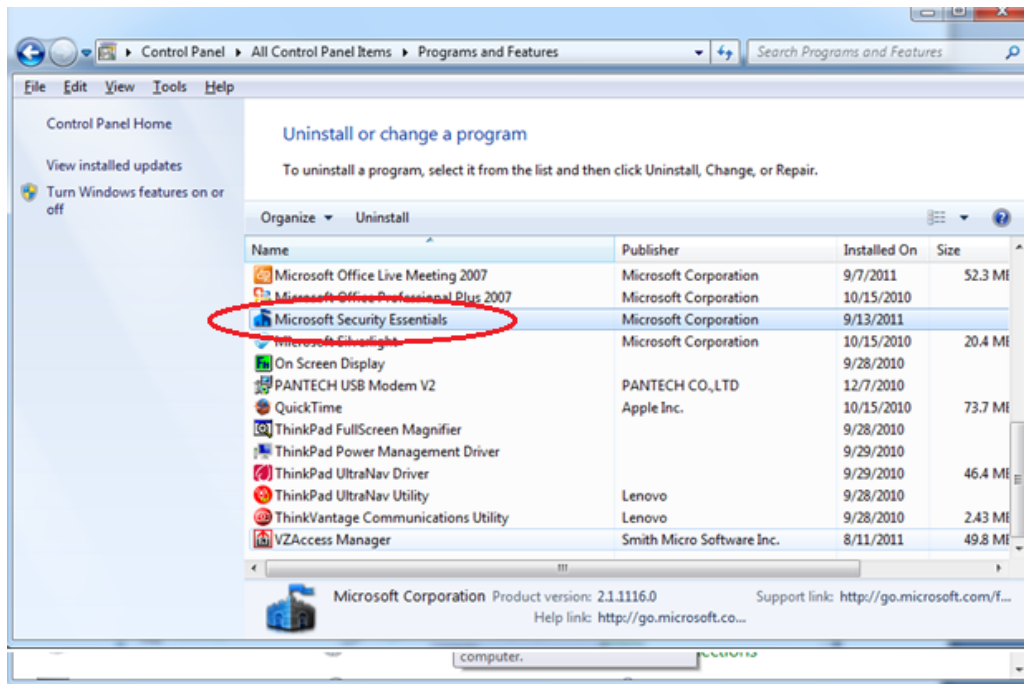 Control Panel All Control Panel Items Programs and Features Search Programs and Features
File Edit View Tools Help
Control Panel Home
View installed updates
Turn Windows features on or
off
Uninstall or change a program
To uninstall a program, select it from the list and then click Uninstall, Change, or Repair.
Organize Uninstall
Name Publisher Installed On Size
Microsoft Office Live Meeting 2007 Microsoft Corporation 9/7/2011 52.3 MB
Microsoft Office Professional Plus 2007 Microsoft Corporation 10/15/2010
Microsoft Security Essentials Microsoft Corporation 9/13/2011
Microsoft Silverlight Microsoft Corporation 10/15/2010 20.4 MB
On Screen Display 9/28/2010
PANTECH USB Modem V2 PANTECH CO.,LTD 12/7/2010
QuickTime Apple Inc. 10/15/2010 73.7 MB
ThinkPad FullScreen Magnifier 9/28/2010
ThinkPad Power Management Driver 9/29/2010
ThinkPad UltraNav Driver 9/29/2010 46.4 MB
ThinkPad UltraNav Utility Lenovo 9/28/2010
ThinkVantage Communications Utility Lenovo 9/28/2010 2.43 MB
VZAccess Manager Smith Micro Software Inc. 8/11/2011 49.8 MB
Microsoft Corporation Product version: 2.1.1116.0 Support link: http://go.microsoft.com/f...
Help link: http://go.microsoft.co...
computer.